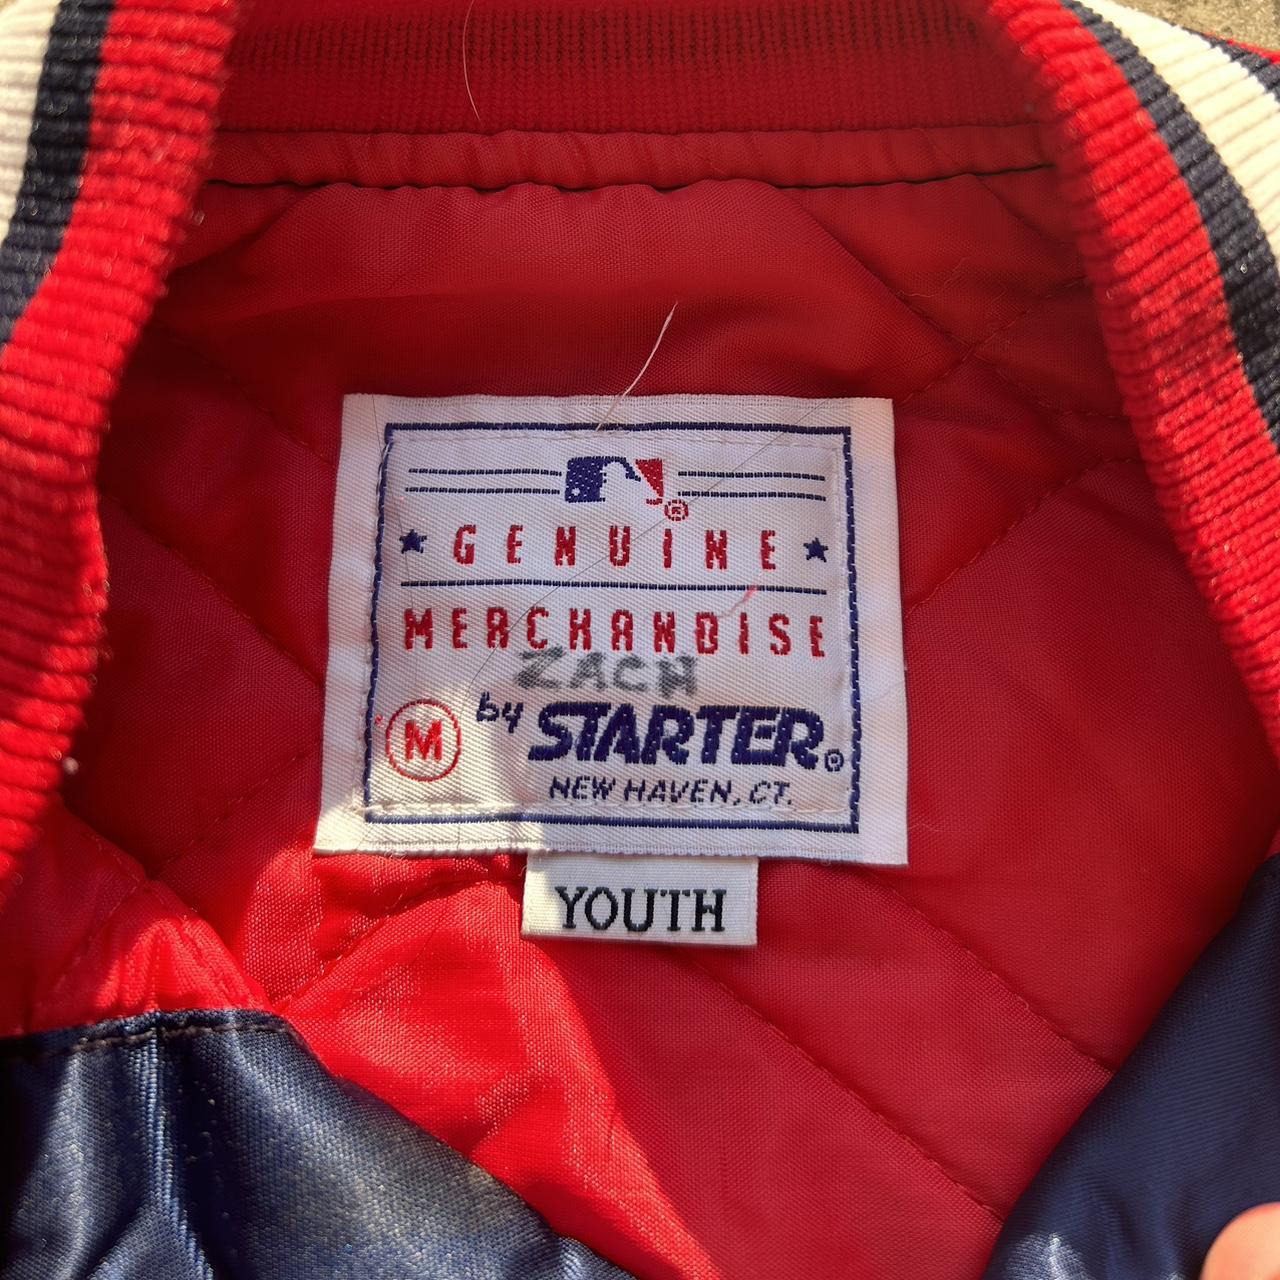 ®
★ GENUINE ★
MERCHANDISE
ZACH
M by STARTER®
NEW HAVEN, CT.
YOUTH